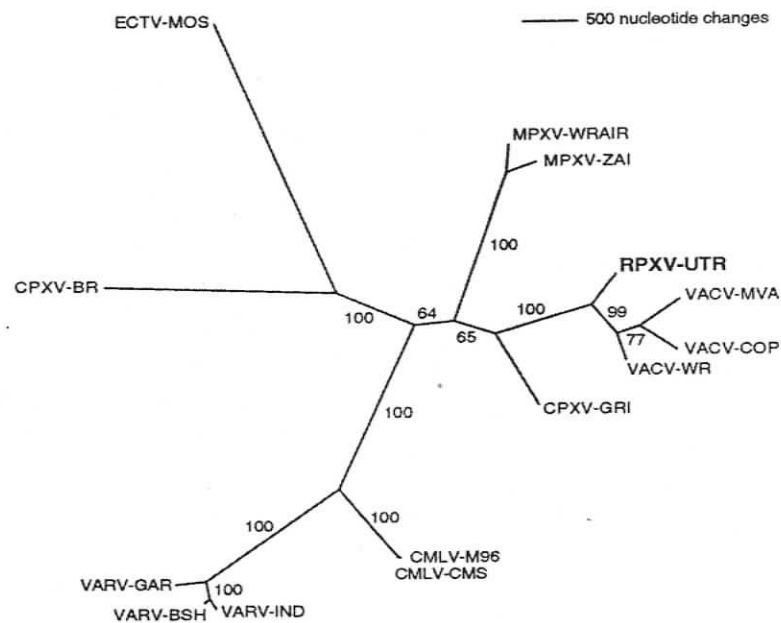 ECTV-MOS
500 nucleotide changes
MPXV-WRAIR
MPXV-ZAI
100
RPXV-UTR
CPXV-BR
100
64
65
100
99
VACV-MVA
77
VACV-COP
VACV-WR
CPXV-GRI
100
100
100
CMLV-M96
CMLV-CMS
VARV-GAR
100
VARV-BSH
VARV-IND